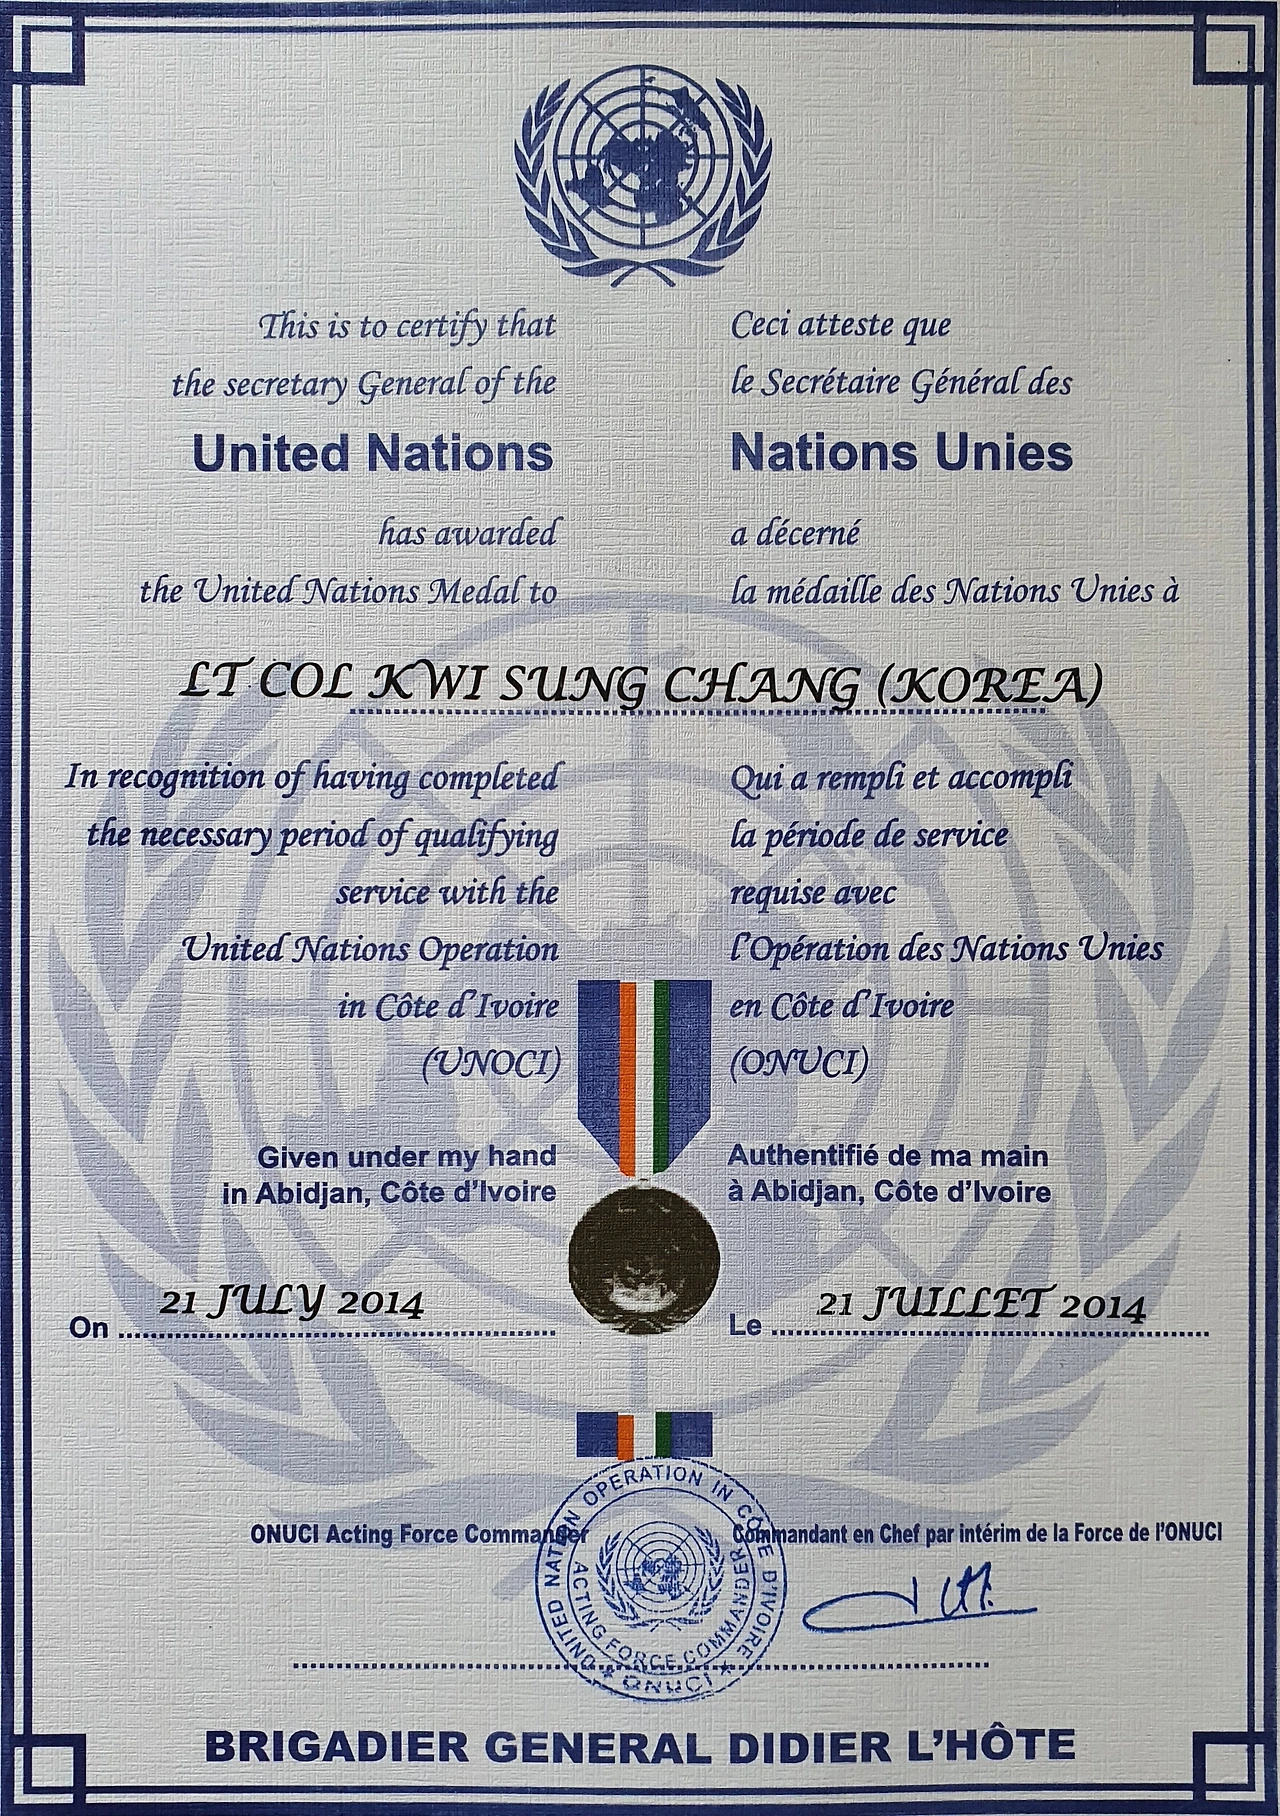 This is to certify that
the secretary General of the
United Nations
has awarded
the United Nations Medal to
Ceci atteste que
le Secrétaire Général des
Nations Unies
a décerné
la médaille des Nations Unies à
LT COL KWI SUNG CHANG (KOREA)
In recognition of having completed
the necessary period of qualifying
service with the
United Nations Operation
in Côte d'Ivoire
(UNOCI)
Qui a rempli et accompli
la période de service
requise avec
l'Opération des Nations Unies
en Côte d'Ivoire
(ONUCI)
Given under my hand
in Abidjan, Côte d'Ivoire
Authentifié de ma main
à Abidjan, Côte d'Ivoire
On 21 JULY 2014
Le 21 JUILLET 2014
ONUCI Acting Force Commander
Commandant en Chef par intérim de la Force de l'ONUCI
UNITED NATION OPERATION IN CÔTE D'IVOIRE
ACTING FORCE COMMANDER
* ONUCI *
BRIGADIER GENERAL DIDIER L'HÔTE